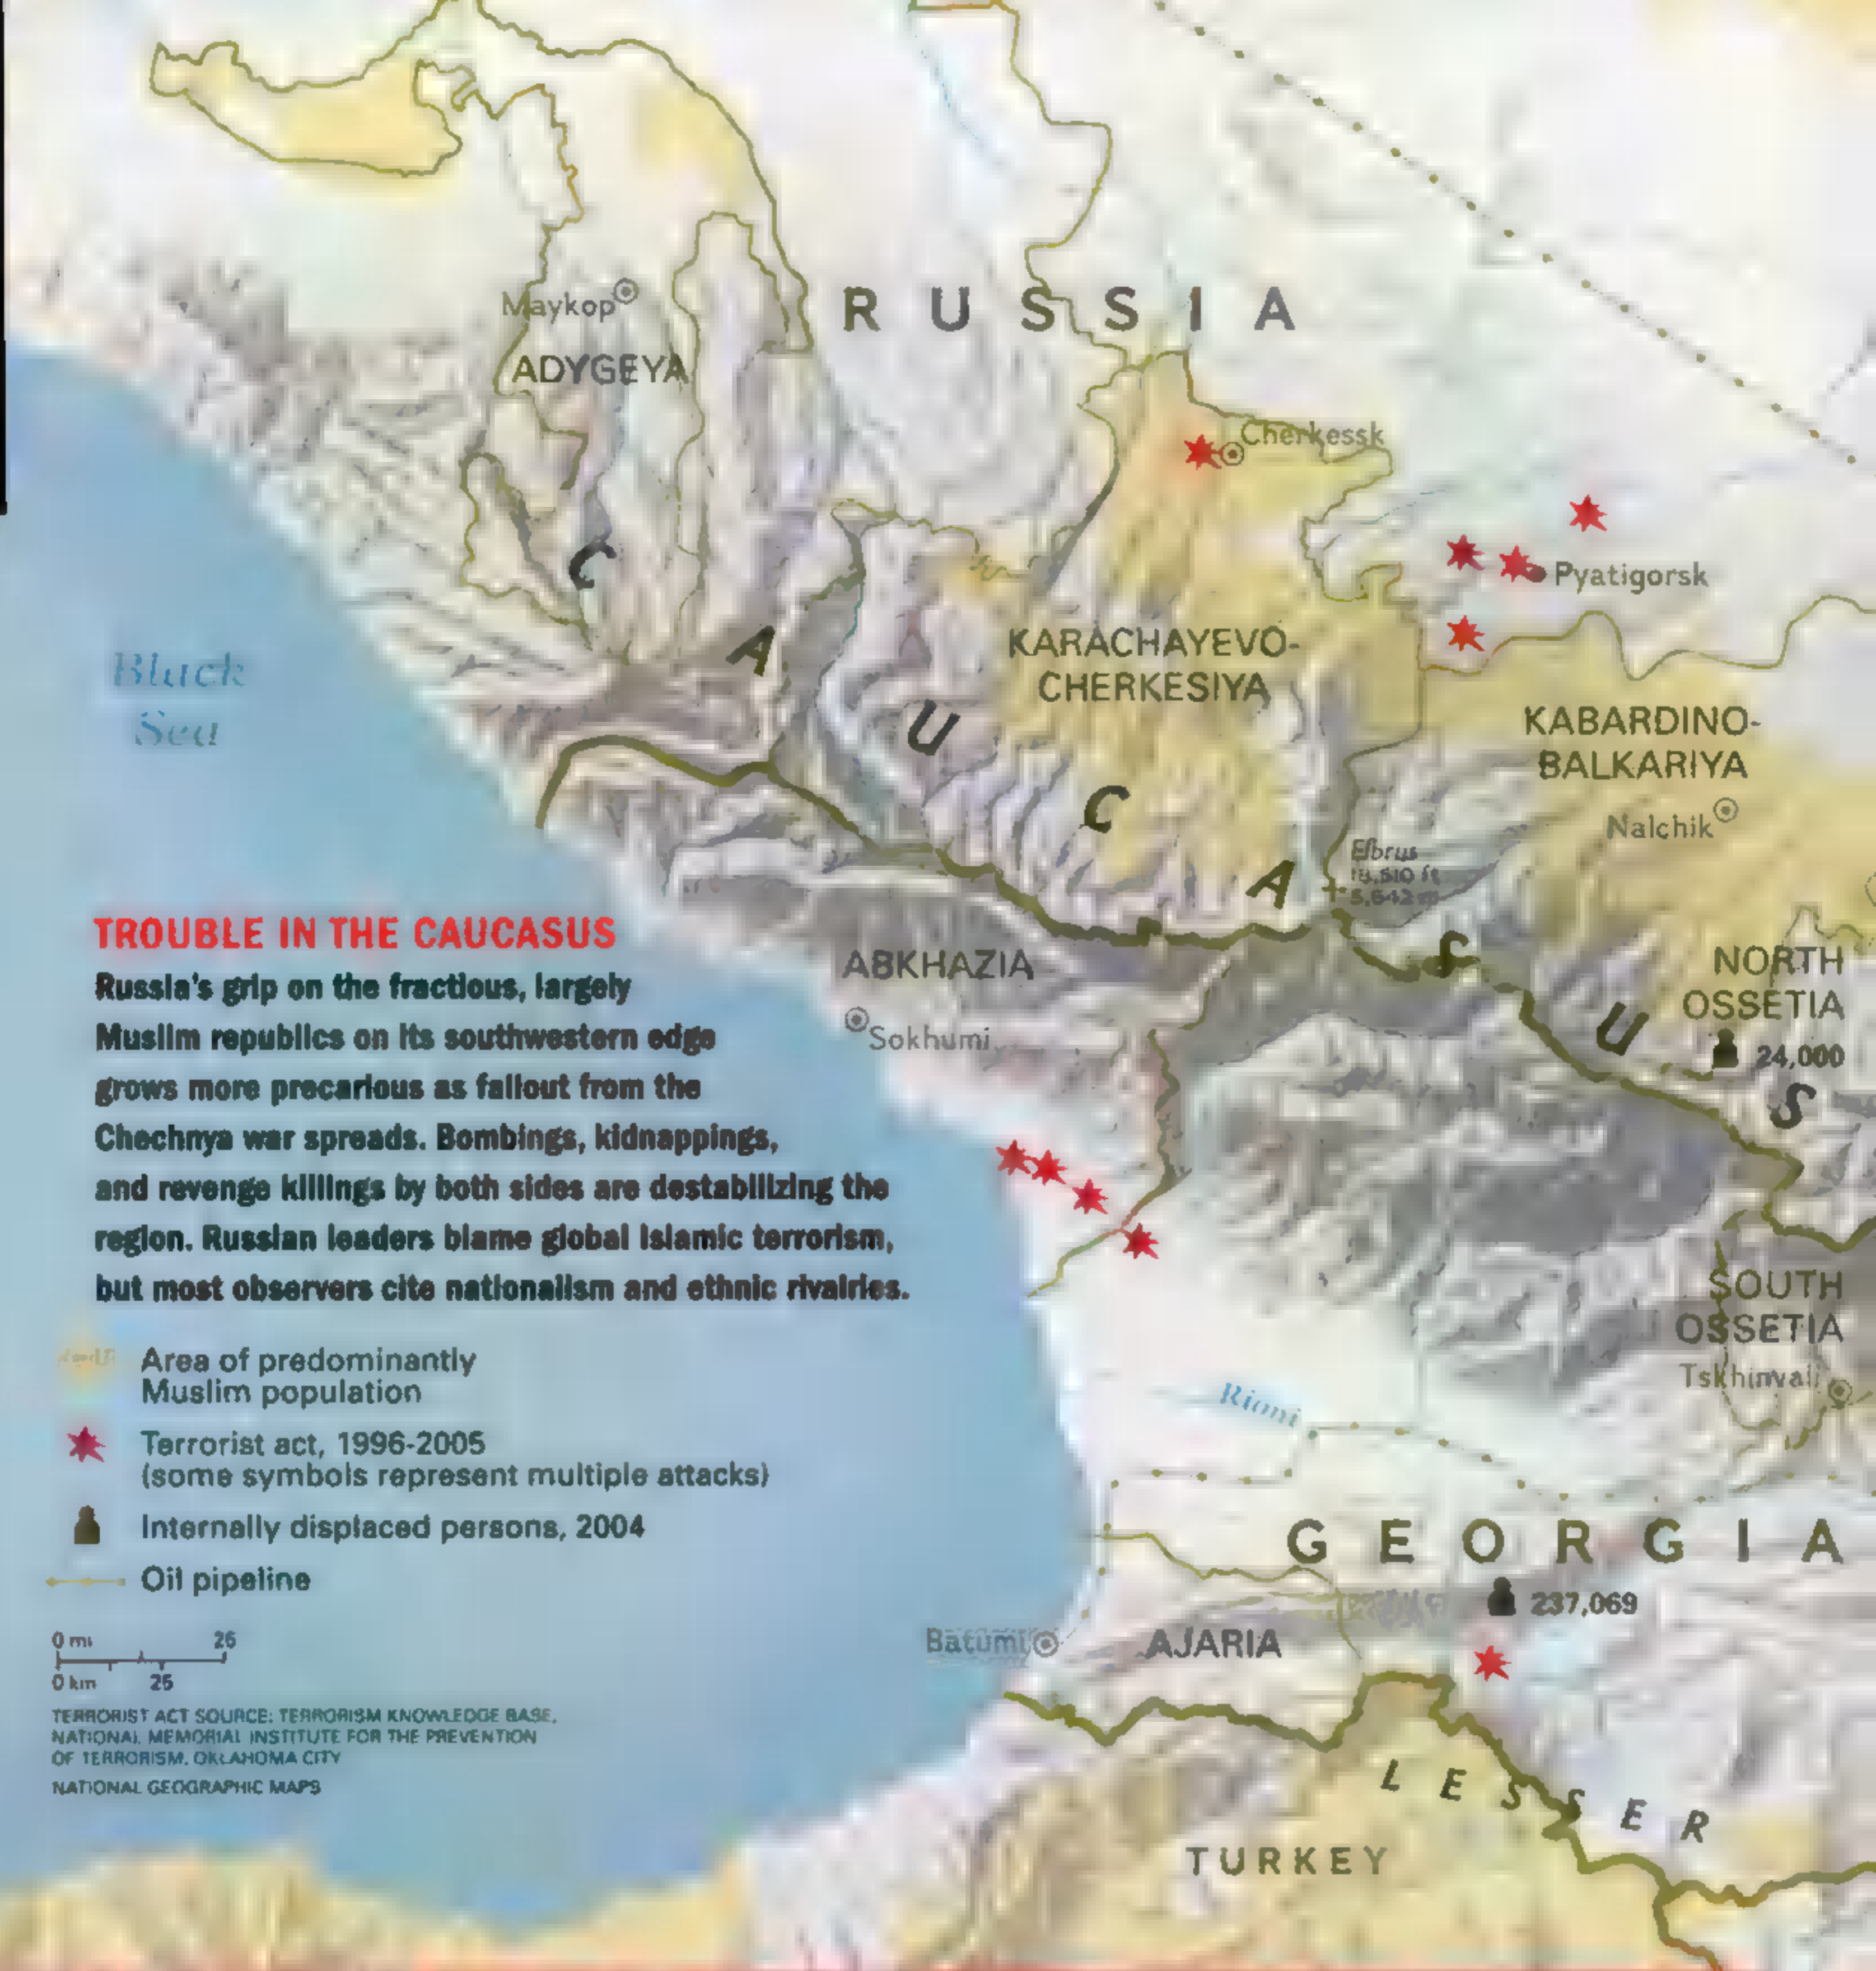 RUSSIA
Maykop
ADYGEYA
Cherkessk
Pyatigorsk
Black
Sea
KARACHAYEVO-
CHERKESIYA
KABARDINO-
BALKARIYA
Nalchik
CAUCASUS
Elbrus
18,510 ft
5,642 m
TROUBLE IN THE CAUCASUS
Russia's grip on the fractious, largely
Muslim republics on its southwestern edge
grows more precarious as fallout from the
Chechnya war spreads. Bombings, kidnappings,
and revenge killings by both sides are destabilizing the
region. Russian leaders blame global Islamic terrorism,
but most observers cite nationalism and ethnic rivalries.
ABKHAZIA
Sokhumi
NORTH
OSSETIA
24,000
SOUTH
OSSETIA
Tskhinvali
Rioni
Area of predominantly
Muslim population
Terrorist act, 1996-2005
(some symbols represent multiple attacks)
Internally displaced persons, 2004
Oil pipeline
0 mi 25
0 km 25
TERRORIST ACT SOURCE: TERRORISM KNOWLEDGE BASE,
NATIONAL MEMORIAL INSTITUTE FOR THE PREVENTION
OF TERRORISM, OKLAHOMA CITY
NATIONAL GEOGRAPHIC MAPS
GEORGIA
237,069
Batumi
AJARIA
LESSER
TURKEY